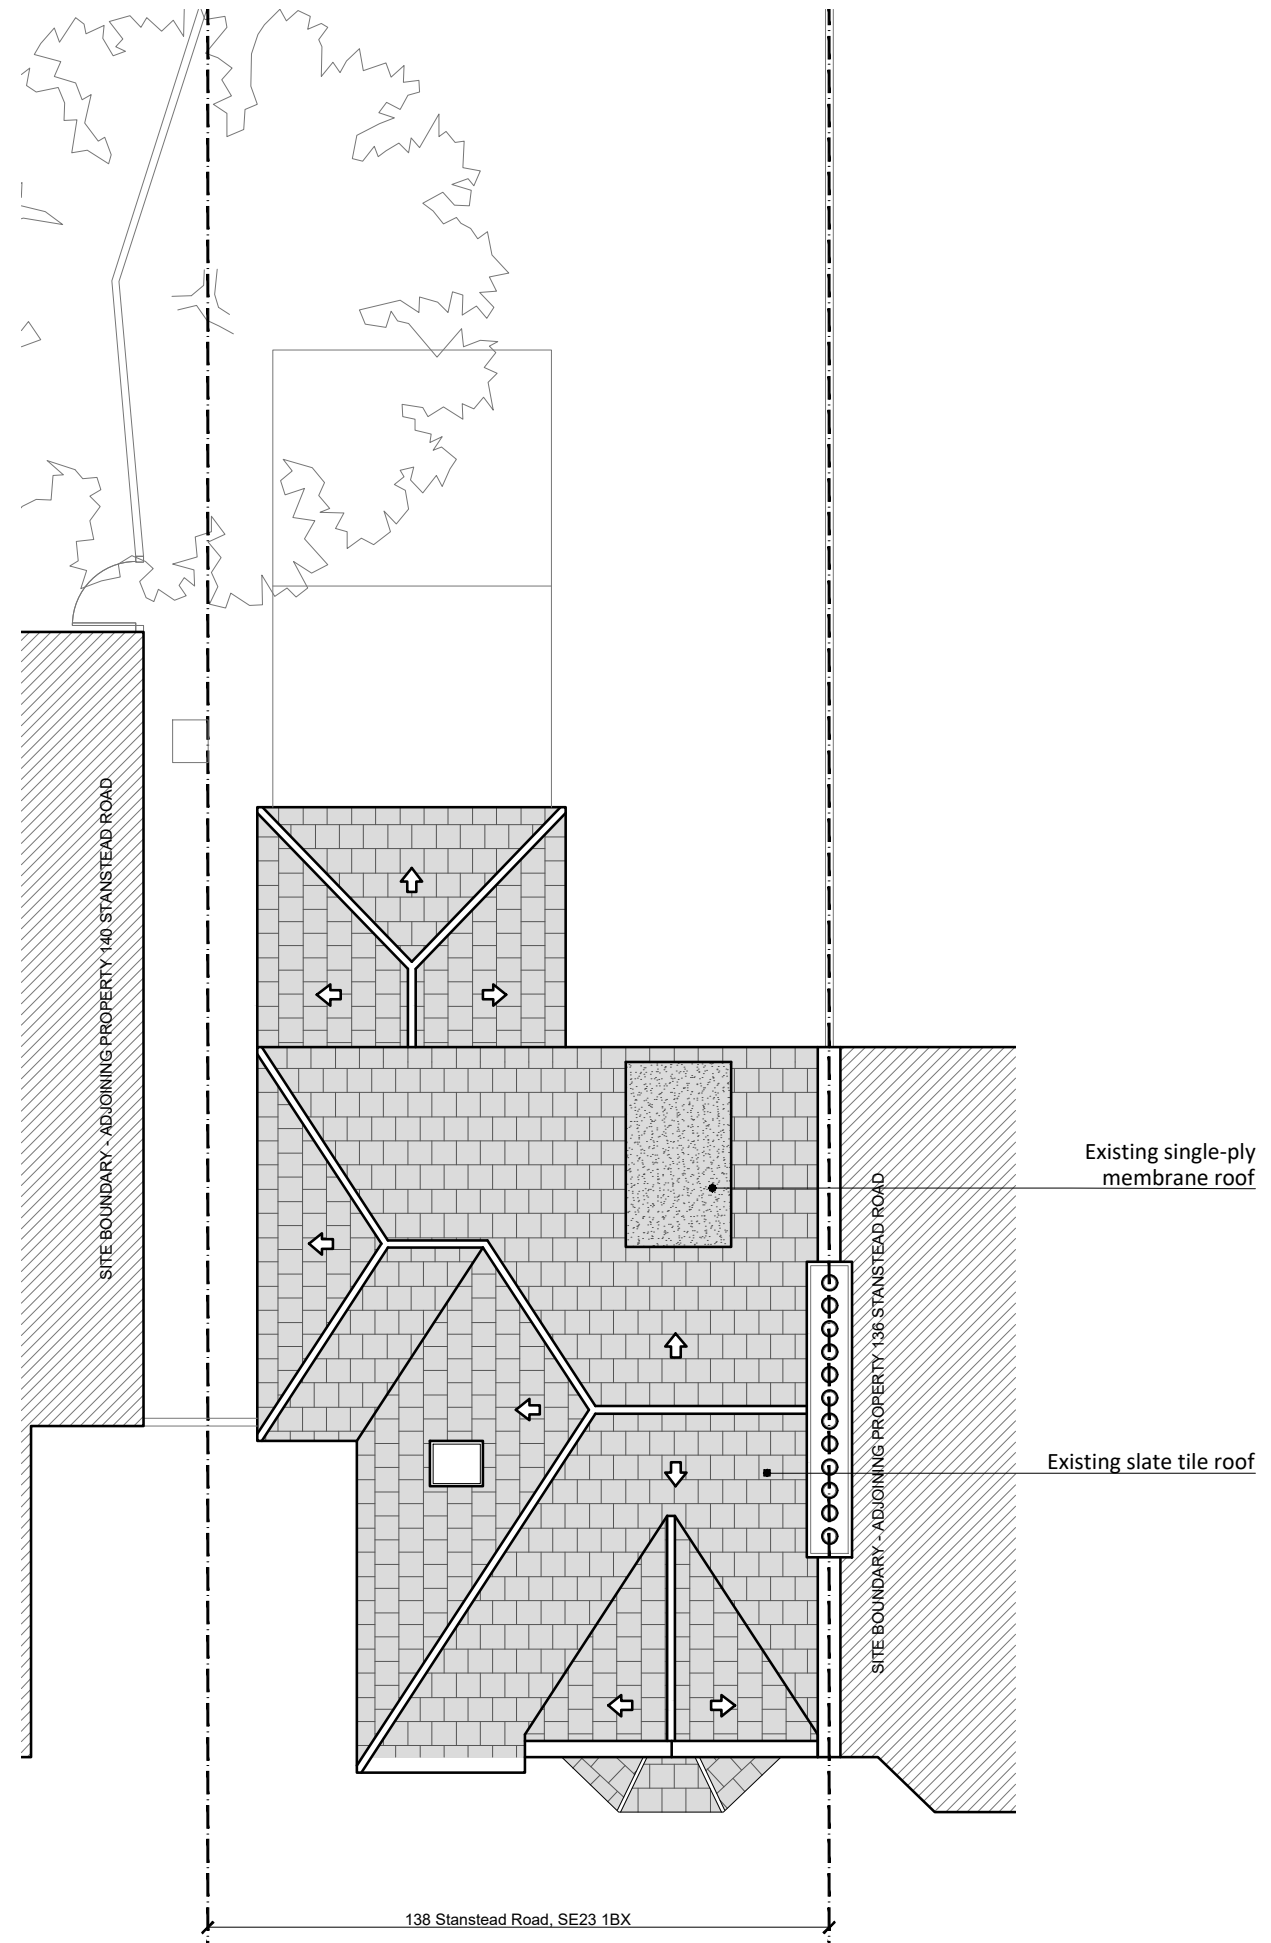 SITE BOUNDARY - ADJOINING PROPERTY 140 STANSTEAD ROAD
Existing single-ply
membrane roof
SITE BOUNDARY - ADJOINING PROPERTY 136 STANSTEAD ROAD
Existing slate tile roof
138 Stanstead Road, SE23 1BX